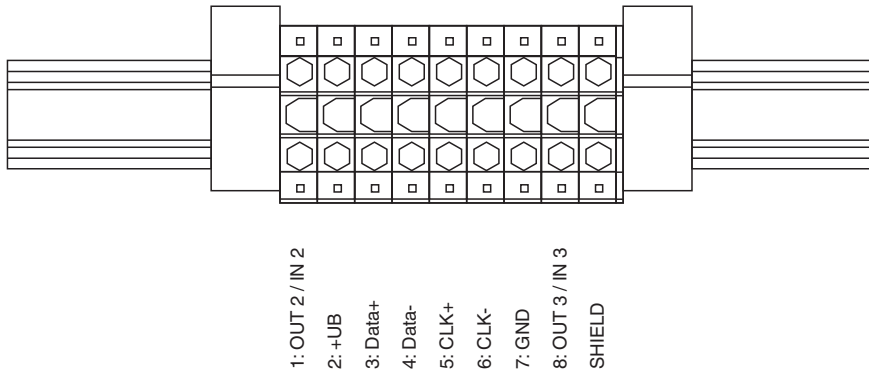 1: OUT 2 / IN 2
2: +UB
3: Data+
4: Data-
5: CLK+
6: CLK-
7: GND
8: OUT 3 / IN 3
SHIELD